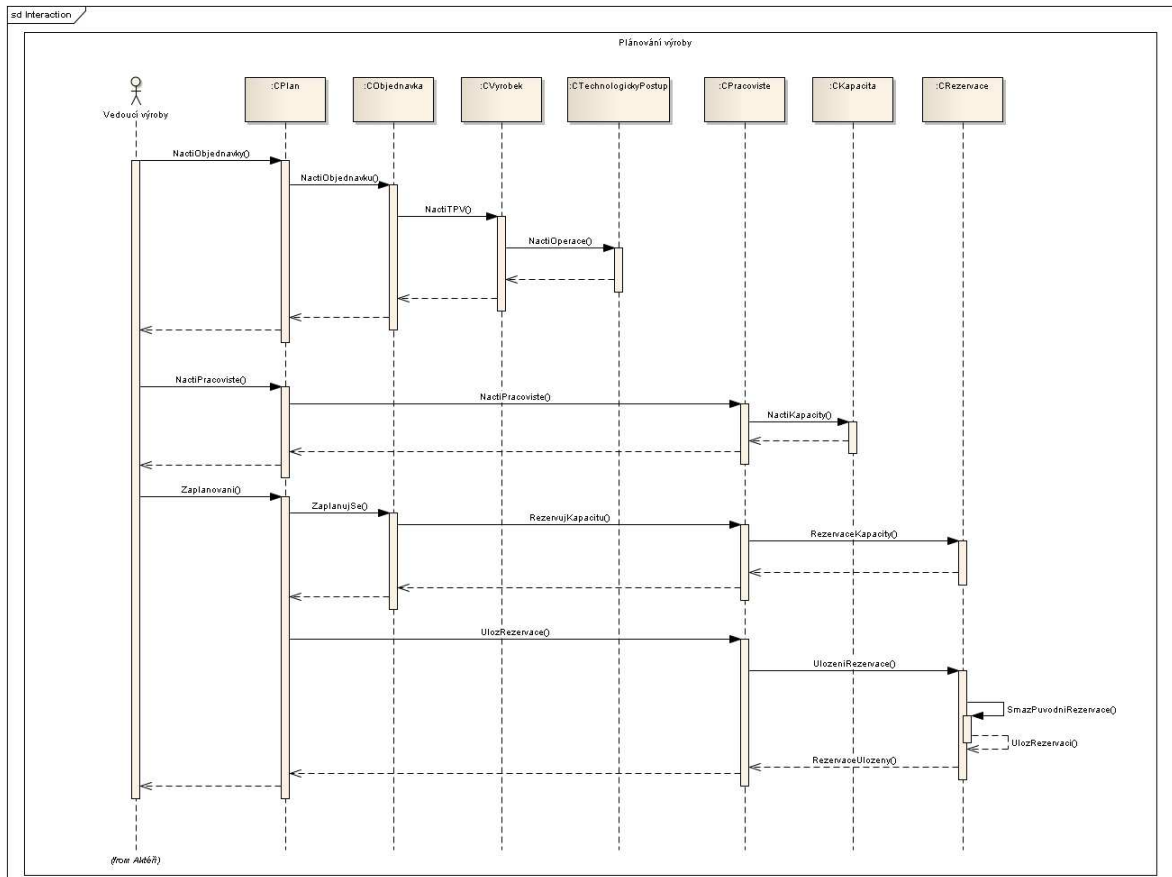 sd Interaction
Plánování výroby
:CPlan
:CObjednavka
:CVyrobek
:CTechnologickyPostup
:CPracoviste
:CKapacita
:CRezervace
Vedoucí výroby
NactiObjednavky()
NactiObjednavku()
NactiTPV()
NactiOperace()
NactiPracoviste()
NactiPracoviste()
NactiKapacity()
Zaplanovani()
ZaplanujSe()
RezervujKapacitu()
RezervaceKapacity()
UlozRezervace()
UlozeniRezervace()
SmazPuvodniRezervace()
UlozRezervaci()
RezervaceUlozeny()
(from Aktéři)